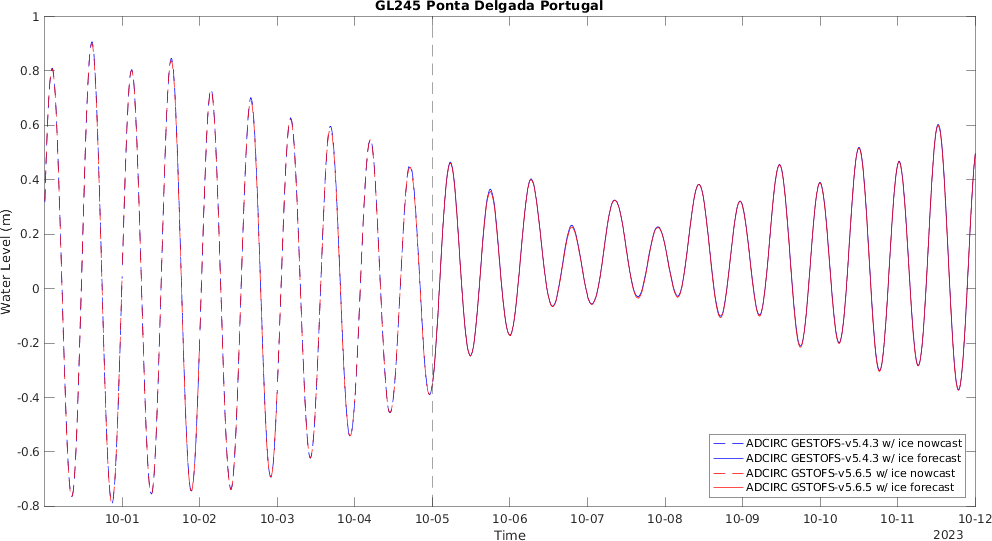 GL245 Ponta Delgada Portugal
1
0.8
0.6
0.4
0.2
0
-0.2
-0.4
-0.6
-0.8
Water Level (m)
ADCIRC GESTOFS-v5.4.3 w/ ice nowcast
ADCIRC GESTOFS-v5.4.3 w/ ice forecast
ADCIRC GSTOFS-v5.6.5 w/ ice nowcast
ADCIRC GSTOFS-v5.6.5 w/ ice forecast
10-01 10-02 10-03 10-04 10-05 10-06 10-07 10-08 10-09 10-10 10-11 10-12
Time
2023